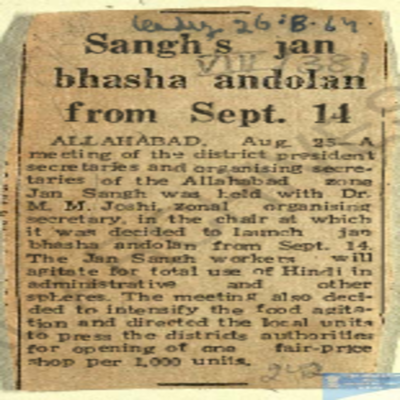 26.8.64.
Sangh's jan
VIII (38)
bhasha andolan
from Sept. 14
ALLAHABAD, Aug. 25—A
meeting of the district president
secretaries and organising secre-
taries of the Allahabad zone
Jan Sangh was held with Dr.
M. M. Joshi, zonal organising
secretary, in the chair at which
it was decided to launch jan
bhasha andolan from Sept. 14.
The Jan Sangh workers will
agitate for total use of Hindi in
administrative and other
spheres. The meeting also deci-
ded to intensify the food agita-
tion and directed the local units
to press the districts authorities
for opening of one fair-price
shop per 1,000 units.